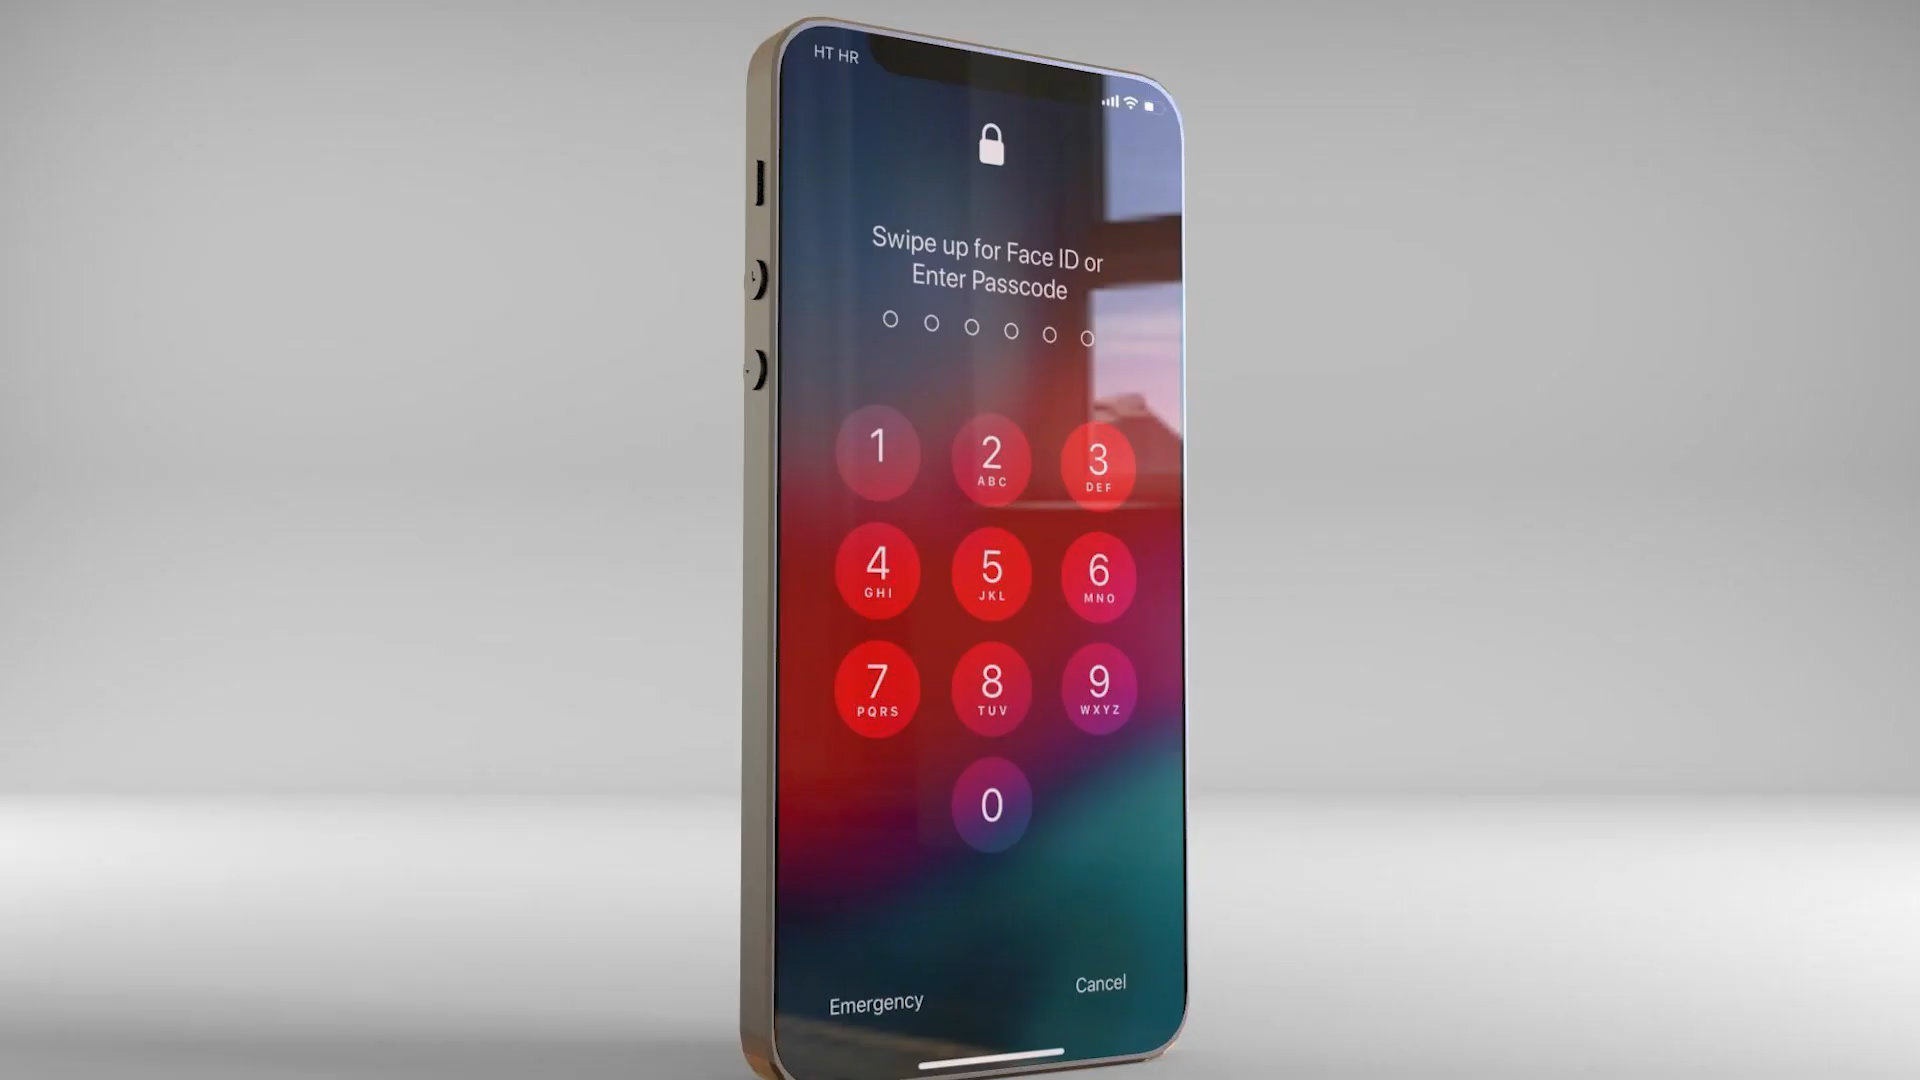 HT HR
Swipe up for Face ID or
Enter Passcode
1
2
ABC
3
DEF
4
GHI
5
JKL
6
MNO
7
PQRS
8
TUV
9
WXYZ
0
Emergency
Cancel